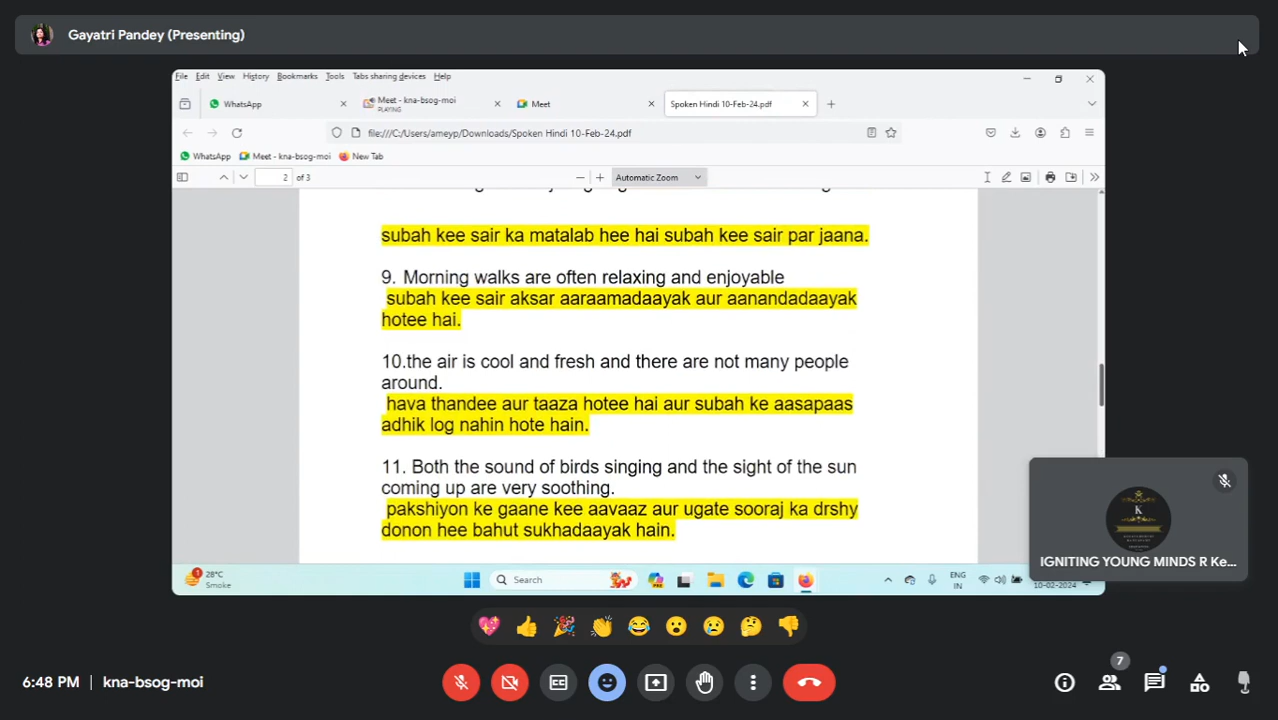 Gayatri Pandey (Presenting)
File Edit View History Bookmarks Tools Tabs sharing devices Help
WhatsApp
Meet - kna-bsog-moi
PLAYING
Meet
Spoken Hindi 10-Feb-24.pdf
file:///C:/Users/ameyp/Downloads/Spoken Hindi 10-Feb-24.pdf
WhatsApp Meet - kna-bsog-moi New Tab
2 of 3
Automatic Zoom
subah kee sair ka matalab hee hai subah kee sair par jaana.
9. Morning walks are often relaxing and enjoyable
subah kee sair aksar aaraamadaayak aur aanandadaayak
hotee hai.
10.the air is cool and fresh and there are not many people
around.
hava thandee aur taaza hotee hai aur subah ke aasapaas
adhik log nahin hote hain.
11. Both the sound of birds singing and the sight of the sun
coming up are very soothing.
pakshiyon ke gaane kee aavaaz aur ugate sooraj ka drshy
donon hee bahut sukhadaayak hain.
K
IGNITING YOUNG MINDS R Ke...
1
28°C
Smoke
Search
ENG
IN
10-02-2024
6:48 PM | kna-bsog-moi
CC
7